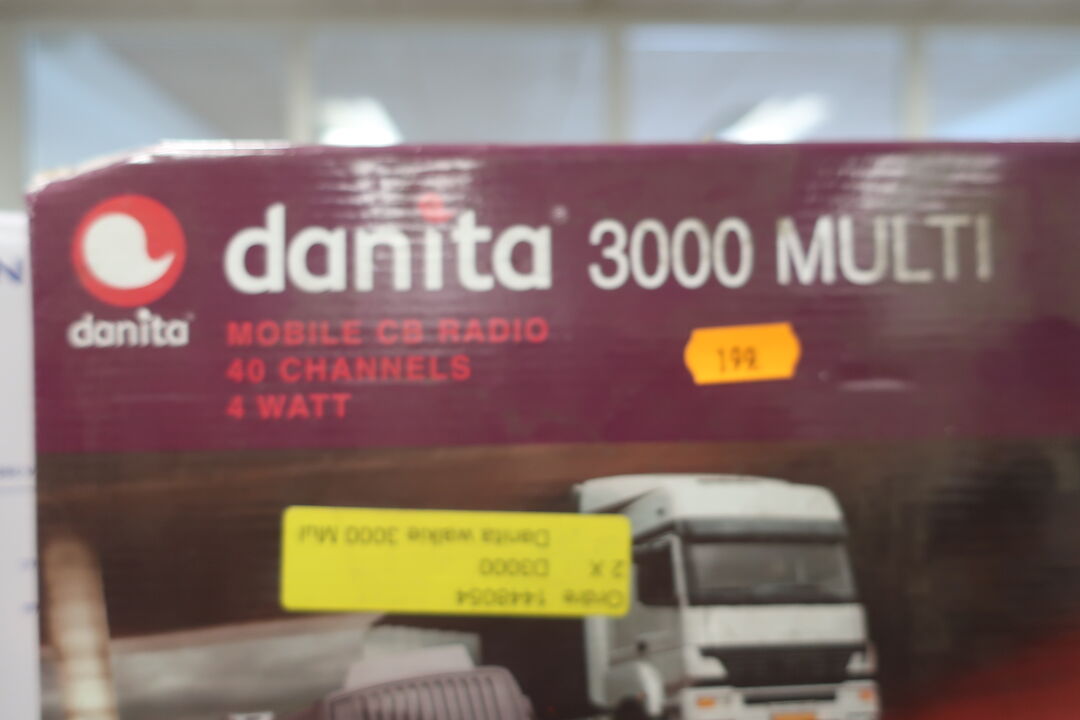 danita 3000 MULTI
danita
MOBILE CB RADIO
40 CHANNELS
4 WATT
199
Ordre 1448054
2 X D3000
Danita walkie 3000 Mul
N